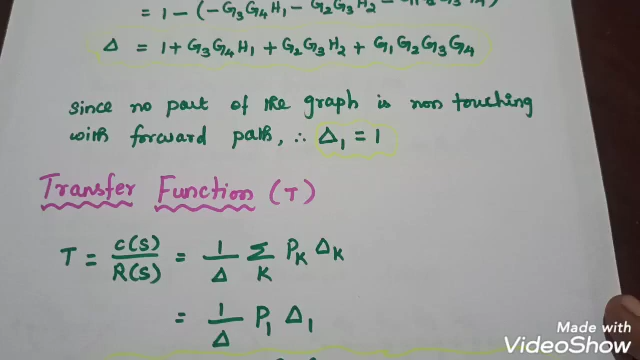 = 1 - (-G₃G₄H₁ - G₂G₃H₂ -
Δ = 1 + G₃G₄H₁ + G₂G₃H₂ + G₁G₂G₃G₄
since no part of the graph is non touching
with forward path, ∴ Δ₁ = 1
Transfer Function (T)
T = C(S)/R(S) = 1/Δ Σ_K P_K Δ_K
= 1/Δ P₁ Δ₁
Made with
VideoShow